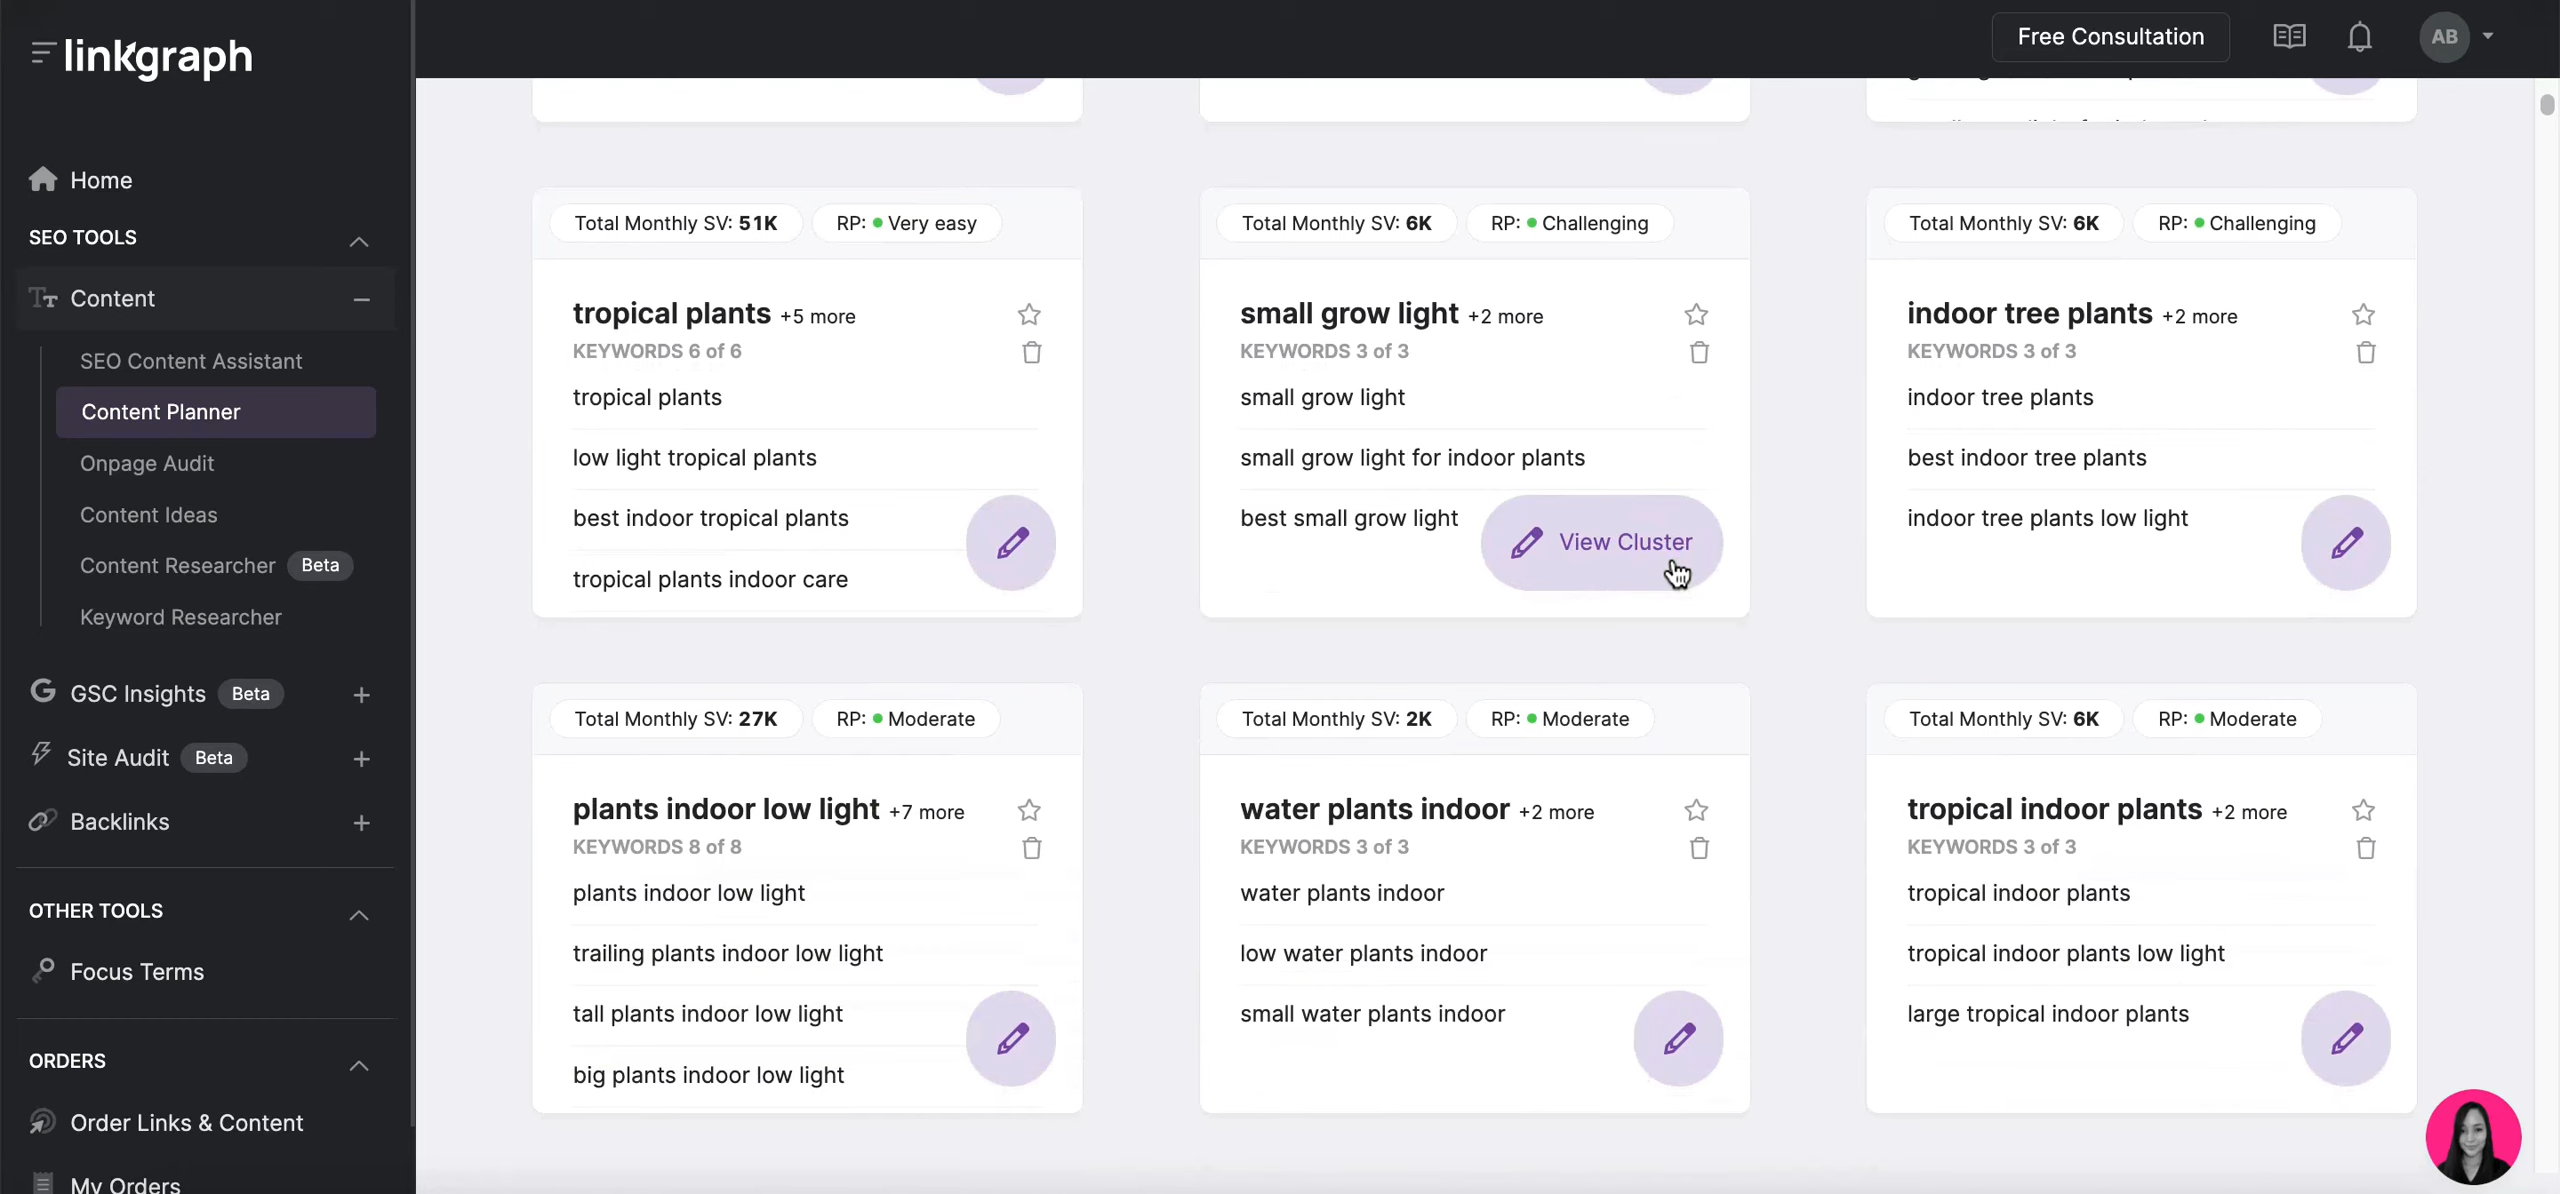 linkgraph
Free Consultation
AB
Home
SEO TOOLS
Content
SEO Content Assistant
Content Planner
Onpage Audit
Content Ideas
Content Researcher Beta
Keyword Researcher
GSC Insights Beta
Site Audit Beta
Backlinks
OTHER TOOLS
Focus Terms
ORDERS
Order Links & Content
My Orders
Total Monthly SV: 51K RP: Very easy
tropical plants +5 more
KEYWORDS 6 of 6
tropical plants
low light tropical plants
best indoor tropical plants
tropical plants indoor care
Total Monthly SV: 6K RP: Challenging
small grow light +2 more
KEYWORDS 3 of 3
small grow light
small grow light for indoor plants
best small grow light
View Cluster
Total Monthly SV: 6K RP: Challenging
indoor tree plants +2 more
KEYWORDS 3 of 3
indoor tree plants
best indoor tree plants
indoor tree plants low light
Total Monthly SV: 27K RP: Moderate
plants indoor low light +7 more
KEYWORDS 8 of 8
plants indoor low light
trailing plants indoor low light
tall plants indoor low light
big plants indoor low light
Total Monthly SV: 2K RP: Moderate
water plants indoor +2 more
KEYWORDS 3 of 3
water plants indoor
low water plants indoor
small water plants indoor
Total Monthly SV: 6K RP: Moderate
tropical indoor plants +2 more
KEYWORDS 3 of 3
tropical indoor plants
tropical indoor plants low light
large tropical indoor plants